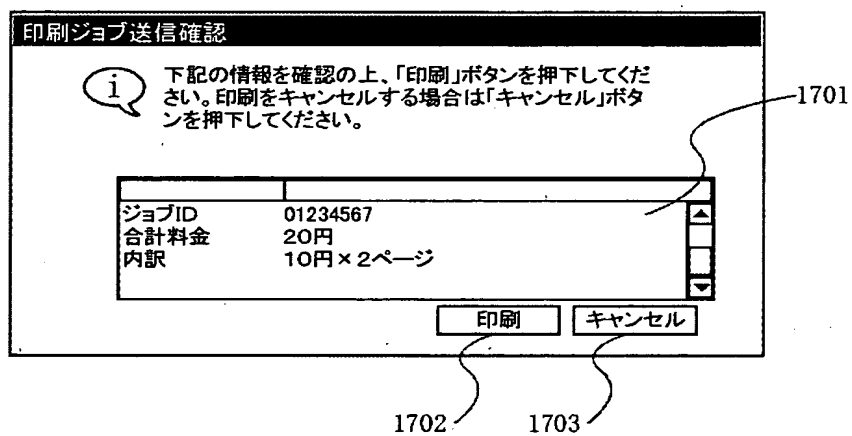 印刷ジョブ送信確認
下記の情報を確認の上、「印刷」ボタンを押下してくだ
さい。印刷をキャンセルする場合は「キャンセル」ボタ
ンを押下してください。
1701
ジョブID 01234567
合計料金 20円
内訳 10円×2ページ
印刷 キャンセル
1702 1703